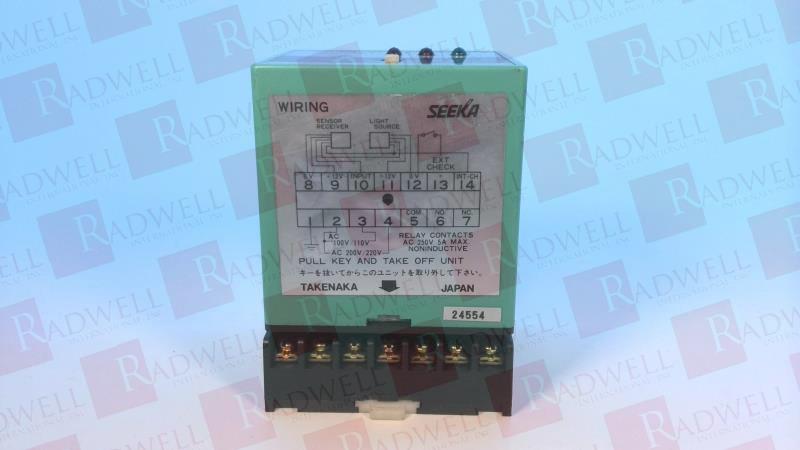 WIRING
SEEKA
SENSOR RECEIVER
LIGHT SOURCE
EXT CHECK
-12V INPUT +12V INT-CH
8 9 10 11 12 13 14
COM. NO. NC.
1 2 3 4 5 6 7
AC 100V/110V
AC 200V/220V
RELAY CONTACTS
AC 250V 5A MAX.
NONINDUCTIVE
PULL KEY AND TAKE OFF UNIT
キーを抜いてからこのユニットを取り外して下さい。
TAKENAKA JAPAN
24554
RADWELL
INTERNATIONAL, INC.